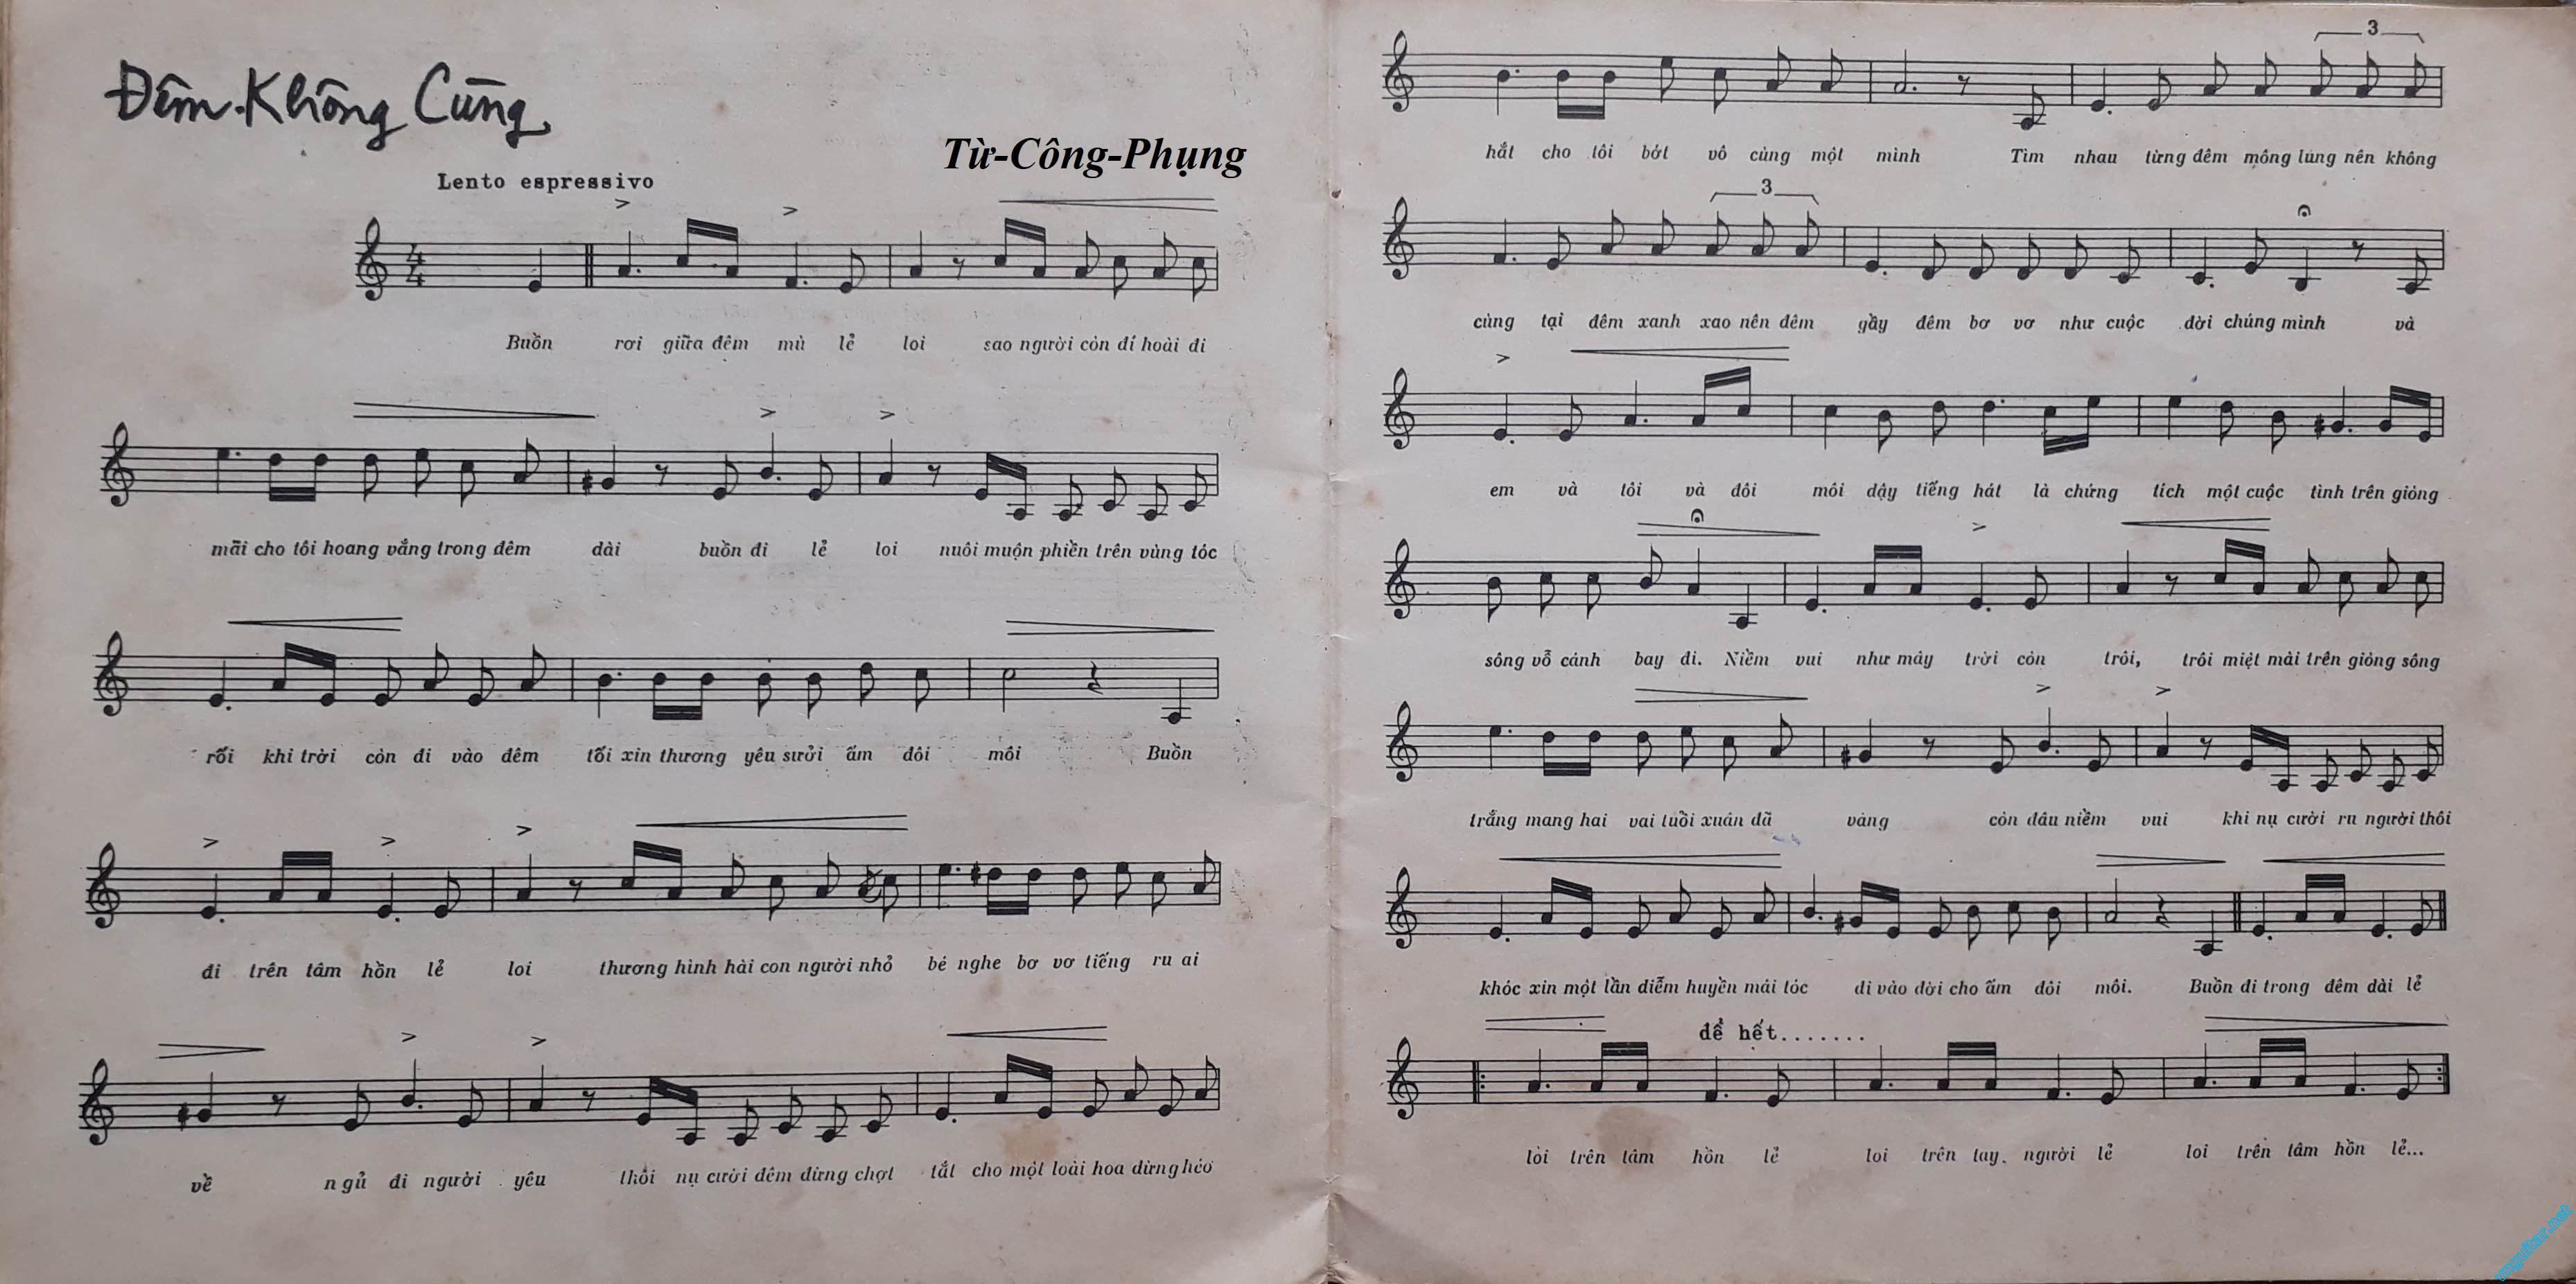 Đêm Không Cùng
Từ-Công-Phụng
Lento espressivo
Buồn rơi giữa đêm mù lẻ loi sao người còn đi hoài đi
mãi cho tôi hoang vắng trong đêm dài buồn đi lẻ loi nuôi muộn phiền trên vùng tóc
rối khi trời còn đi vào đêm tối xin thương yêu sưởi ấm đôi môi Buồn
đi trên tâm hồn lẻ loi thương hình hài con người nhỏ bé nghe bơ vơ tiếng ru ai
về ngủ đi người yêu thôi nụ cười đêm đừng chợt tắt cho một loài hoa đừng héo
3
hắt cho tôi bớt vô cùng một mình Tìm nhau từng đêm mông lung nên không
3
cùng tại đêm xanh xao nên đêm gầy đêm bơ vơ như cuộc đời chúng mình và
em và tôi và đôi môi dậy tiếng hát là chứng tích một cuộc tình trên giòng
sông vỗ cánh bay đi. Niềm vui như mây trời còn trôi, trôi miệt mài trên giòng sông
trắng mang hai vai tuổi xuân đã vàng còn đâu niềm vui khi nụ cười ru người thôi
khóc xin một lần diễm huyền mái tóc đi vào đời cho ấm đôi môi. Buồn đi trong đêm dài lẻ
để hết.......
lòi trên tâm hồn lẻ loi trên tay người lẻ loi trên tâm hồn lẻ...